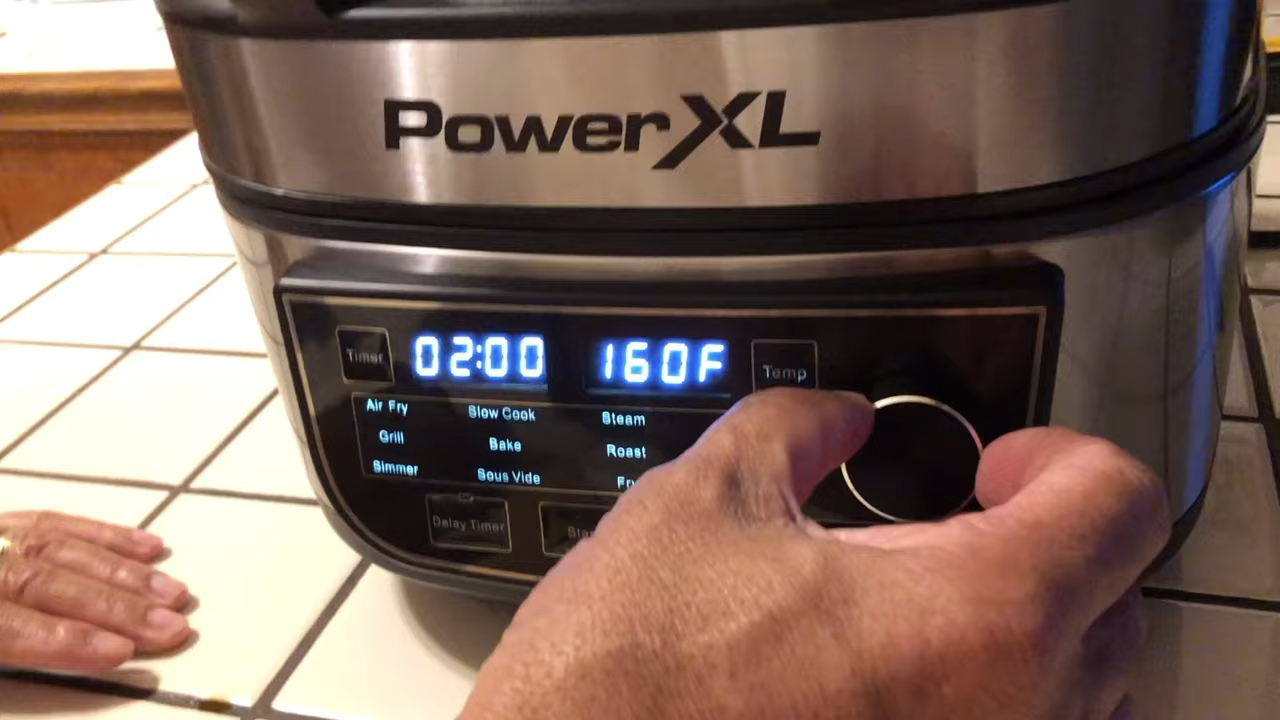 PowerXL
Timer 02:00 160F Temp
Air Fry Slow Cook Steam
Grill Bake Roast
Simmer Sous Vide
Delay Timer